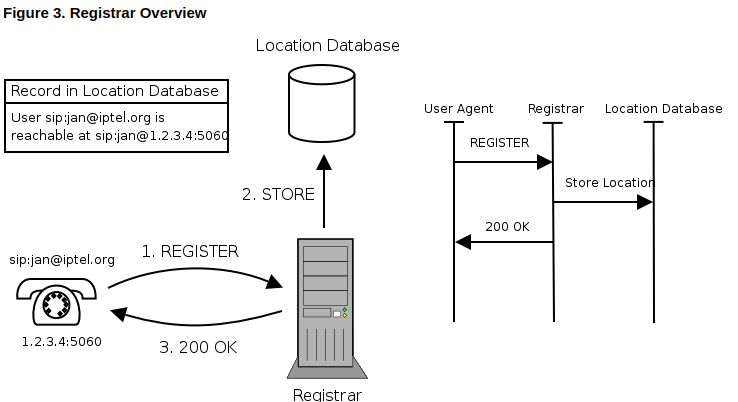 Figure 3. Registrar Overview
Location Database
Record in Location Database
User sip:jan@iptel.org is
reachable at sip:jan@1.2.3.4:5060
2. STORE
1. REGISTER
sip:jan@iptel.org
1.2.3.4:5060
3. 200 OK
Registrar
User Agent
Registrar
Location Database
REGISTER
Store Location
200 OK